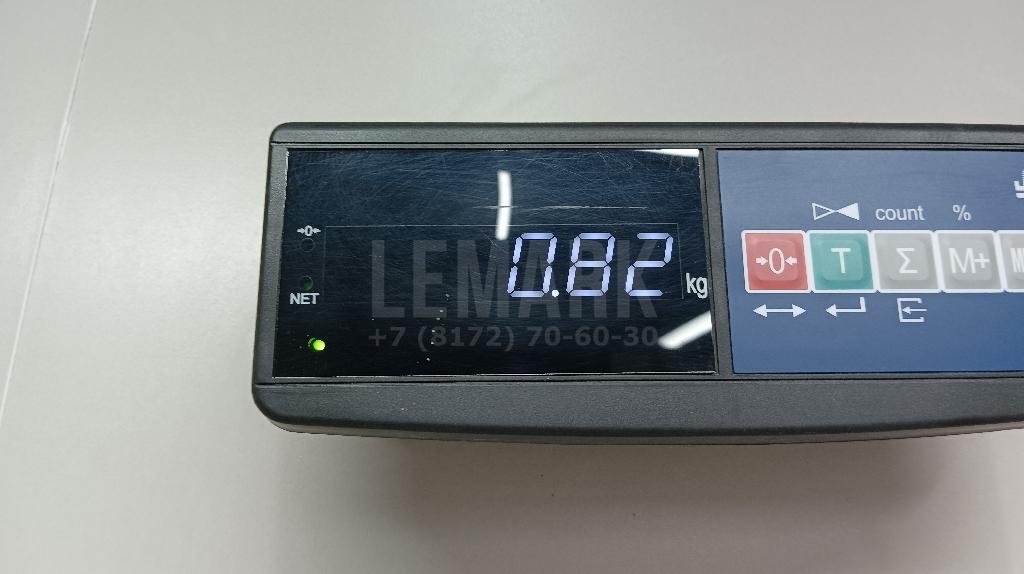 count %
→0←
→0← T Σ M+
0.82 kg
NET
LEMARK
+7 (8172) 70-60-30